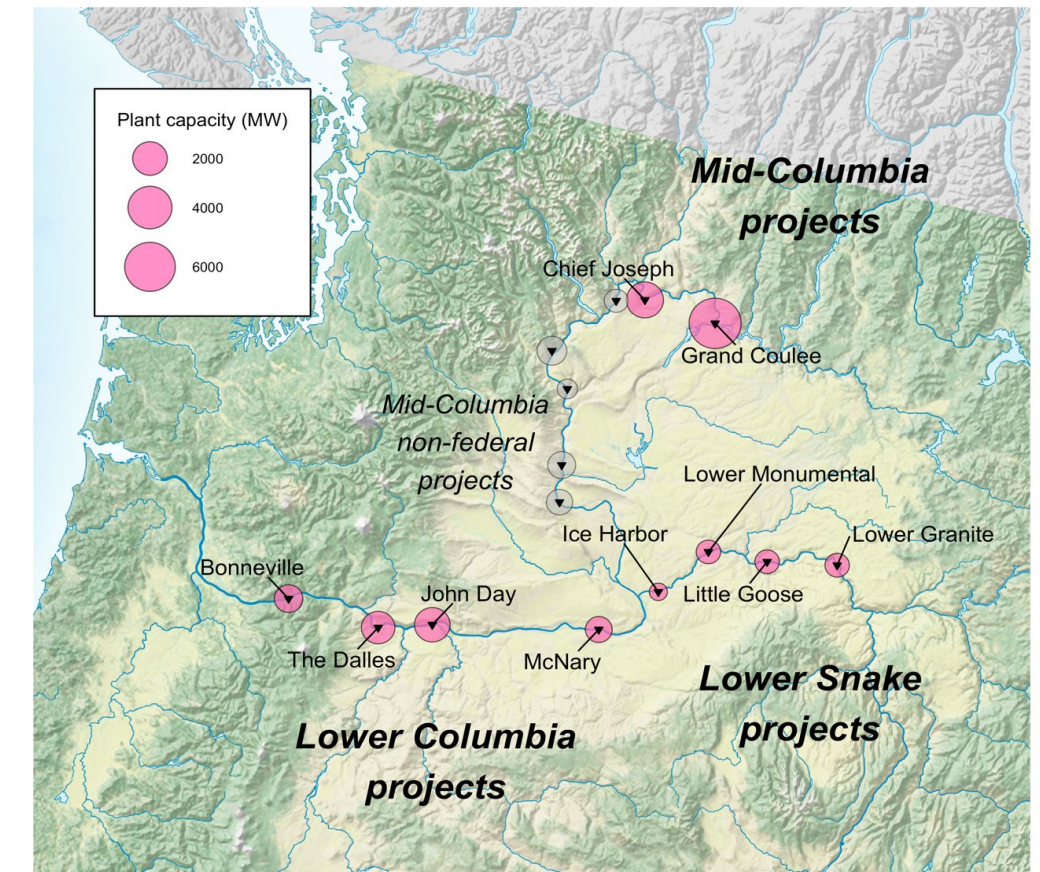 Plant capacity (MW)
2000
4000
6000
Mid-Columbia
projects
Chief Joseph
Grand Coulee
Mid-Columbia
non-federal
projects
Lower Monumental
Ice Harbor
Lower Granite
Bonneville
John Day
Little Goose
The Dalles
McNary
Lower Snake
projects
Lower Columbia
projects